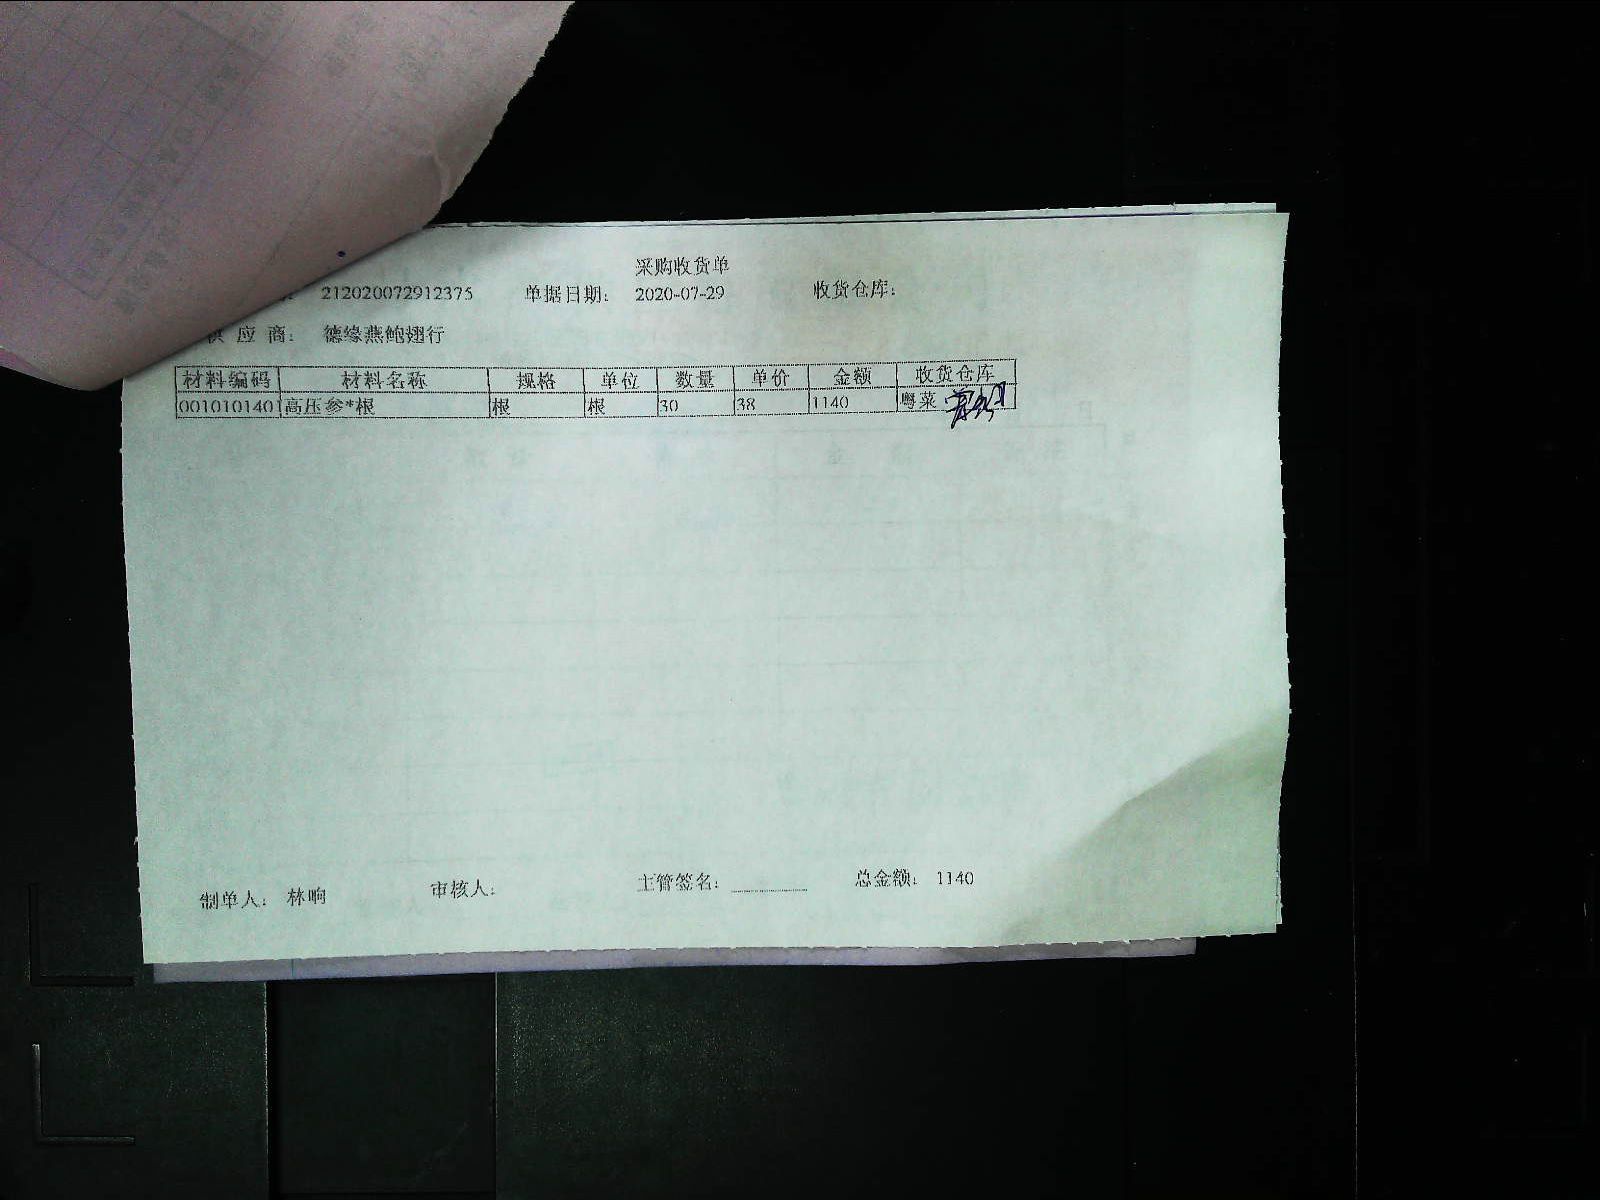 采购收货单
212020072912375 单据日期: 2020-07-29 收货仓库:
供应商: 德缘燕鲍翅行
材料编码 材料名称 规格 单位 数量 单价 金额 收货仓库
0010101401 高压参*根 根 根 30 38 1140 粤菜
制单人: 林响 审核人: 主管签名: 总金额: 1140